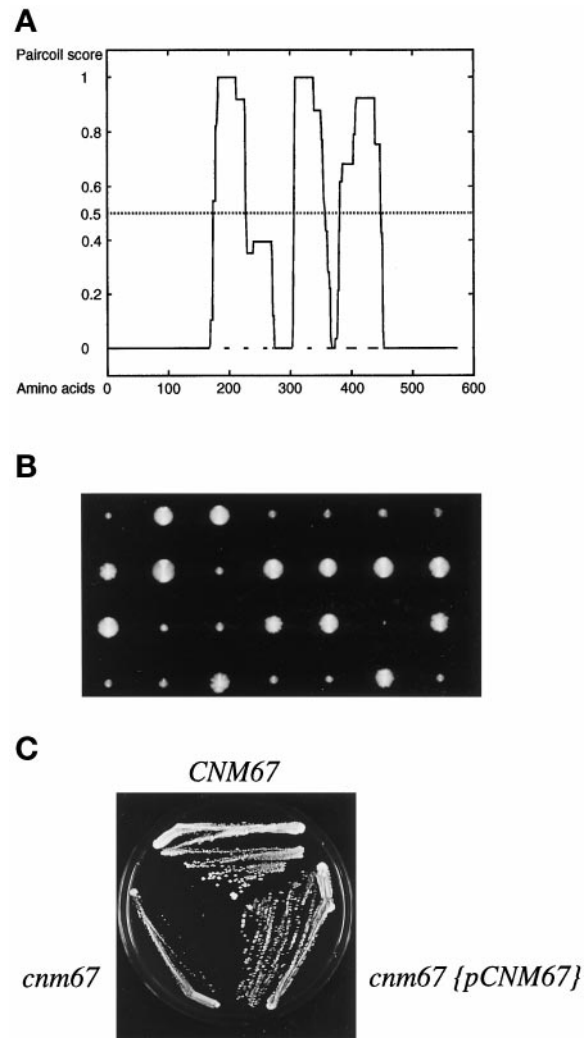 A
Paircoil score
1
0.8
0.6
0.5
0.4
0.2
0
Amino acids 0 100 200 300 400 500 600
B
C
CNM67
cnm67
cnm67 {pCNM67}